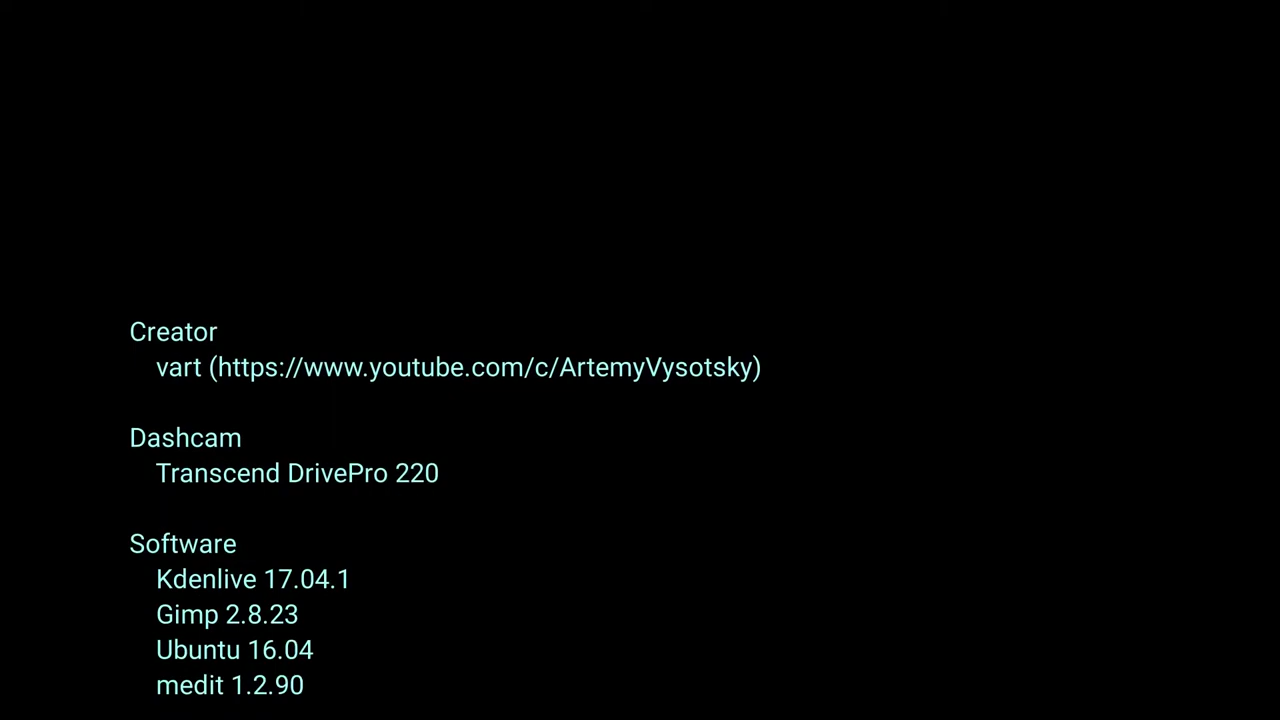 Creator
vart (https://www.youtube.com/c/ArtemyVysotsky)
Dashcam
Transcend DrivePro 220
Software
Kdenlive 17.04.1
Gimp 2.8.23
Ubuntu 16.04
medit 1.2.90